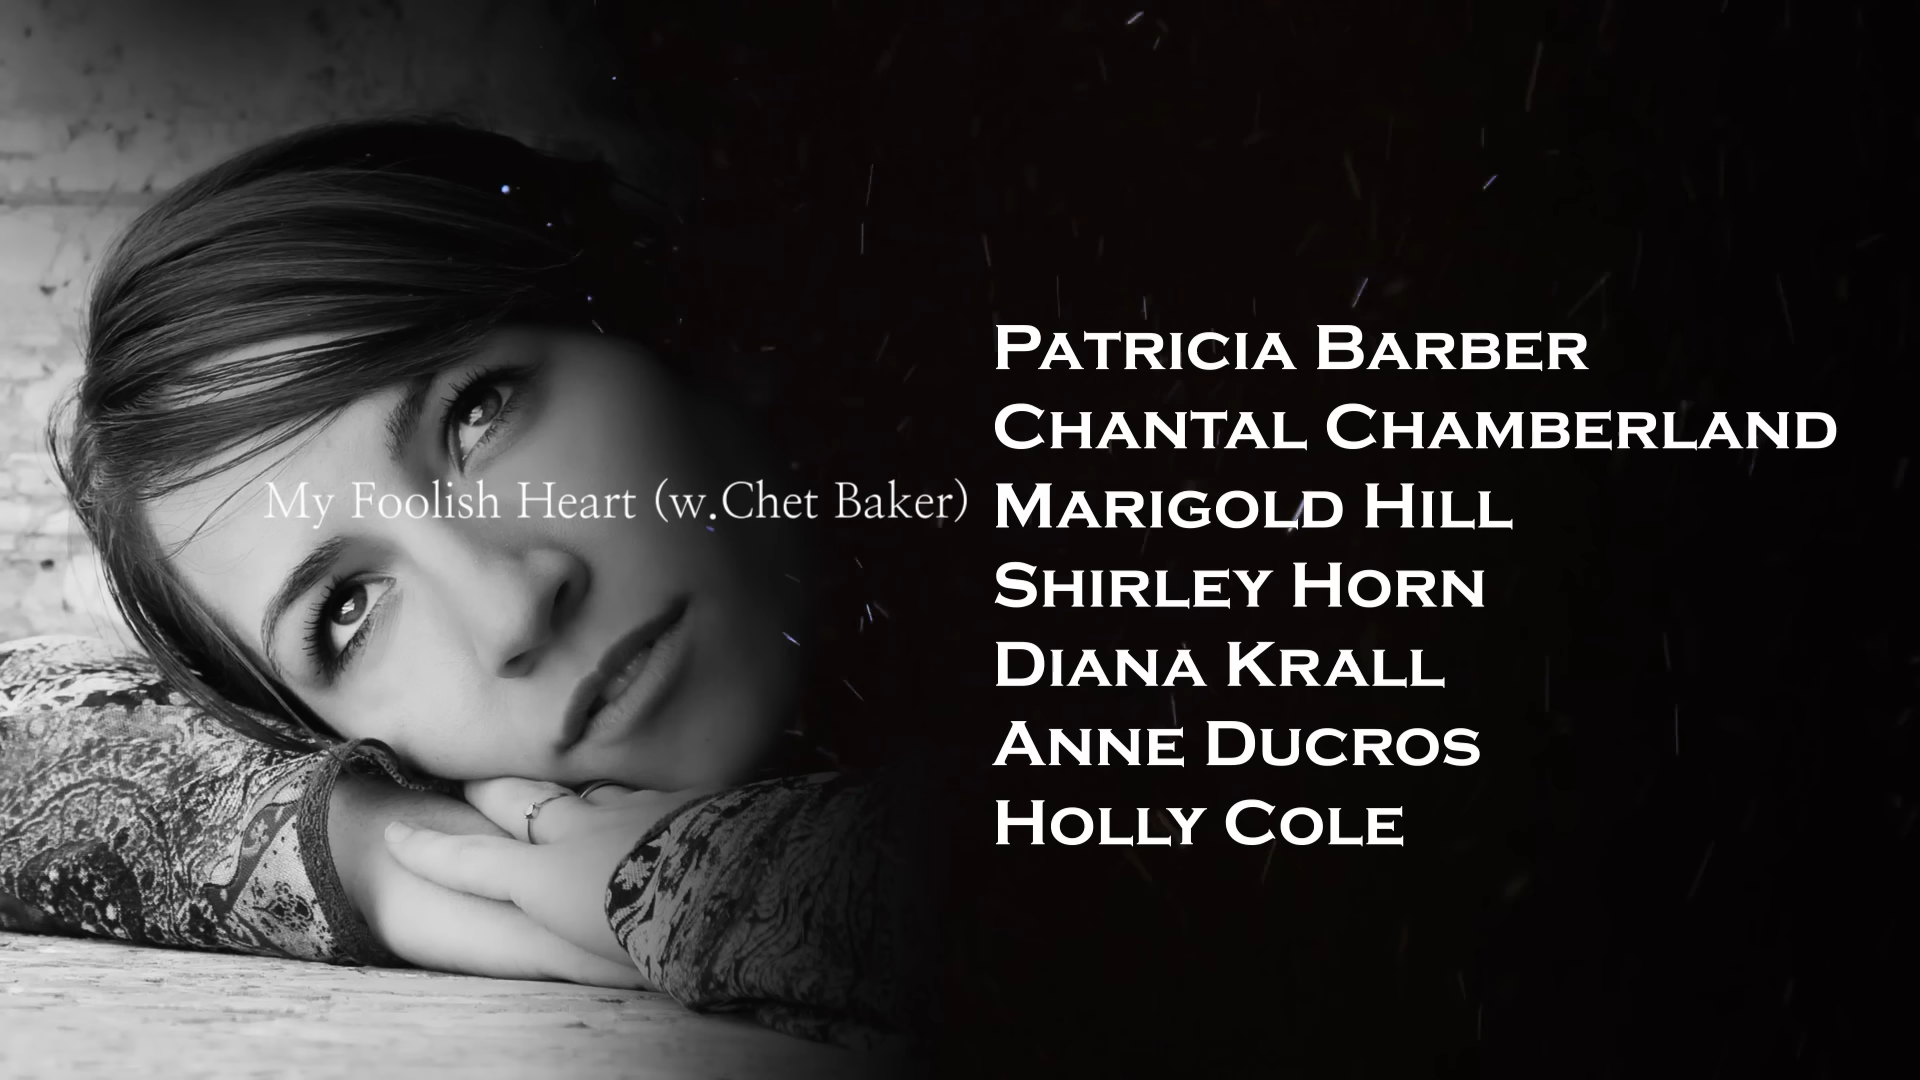 Patricia Barber
Chantal Chamberland
My Foolish Heart (w.Chet Baker)
Marigold Hill
Shirley Horn
Diana Krall
Anne Ducros
Holly Cole